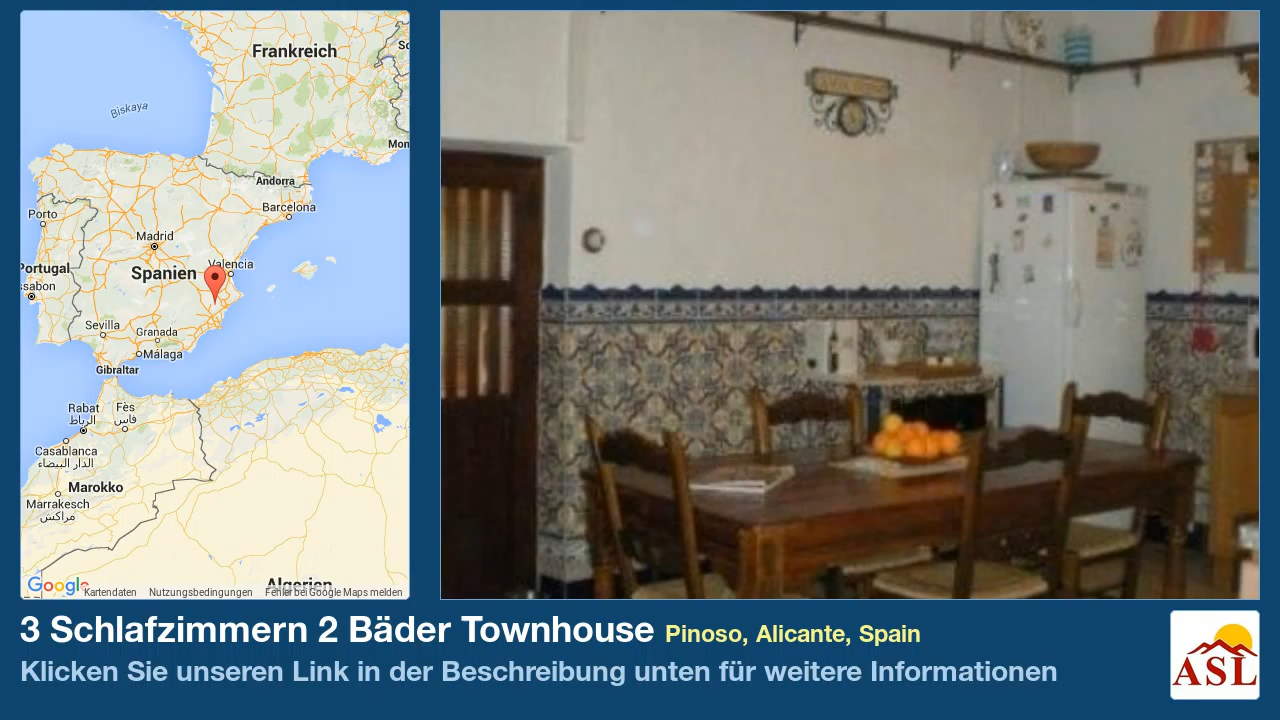 Frankreich
Biskaya
Andorra
Porto
Barcelona
Madrid
Portugal
Spanien
Valencia
ssabon
Sevilla
Granada
Málaga
Gibraltar
Rabat
الرباط
Fès
فاس
Casablanca
الدار البيضاء
Marokko
Marrakesch
مراكش
Algerien
Google
Kartendaten Nutzungsbedingungen Fehler bei Google Maps melden
3 Schlafzimmern 2 Bäder Townhouse Pinoso, Alicante, Spain
Klicken Sie unseren Link in der Beschreibung unten für weitere Informationen
ASL